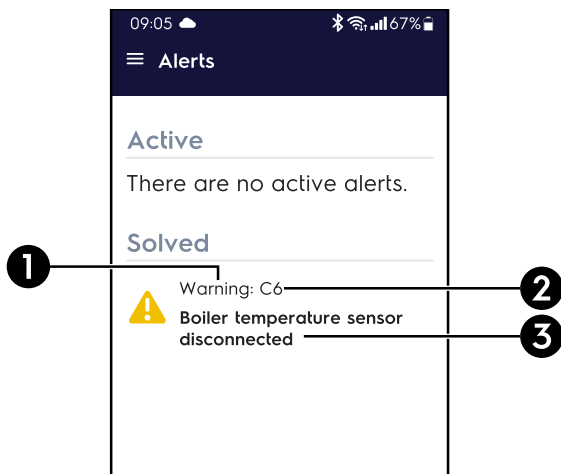 09:05 67%
Alerts
Active
There are no active alerts.
Solved
1
Warning: C6
2
Boiler temperature sensor
disconnected
3